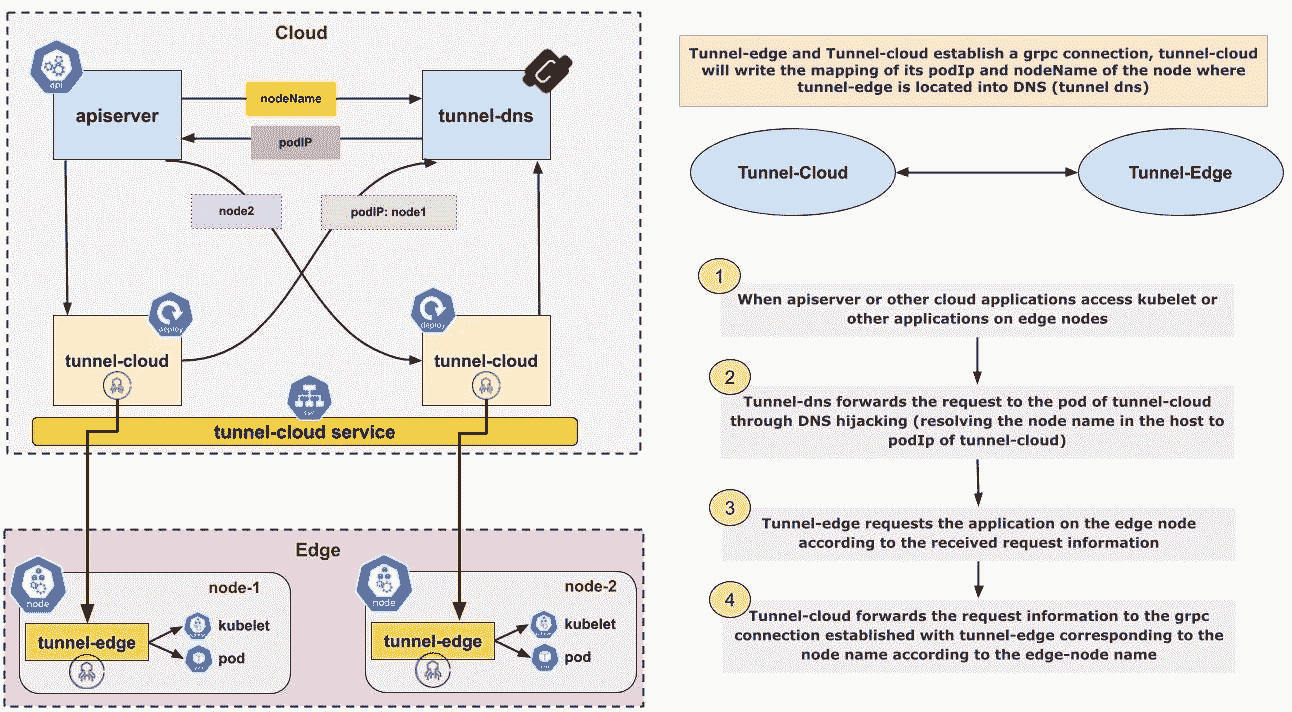 Cloud
api
apiserver
nodeName
tunnel-dns
podIP
node2
podIP: node1
deploy
tunnel-cloud
deploy
tunnel-cloud
tunnel-cloud service
Edge
node
node-1
tunnel-edge
kubelet
pod
node
node-2
tunnel-edge
kubelet
pod
Tunnel-edge and Tunnel-cloud establish a grpc connection, tunnel-cloud
will write the mapping of its podIp and nodeName of the node where
tunnel-edge is located into DNS (tunnel dns)
Tunnel-Cloud
Tunnel-Edge
1
When apiserver or other cloud applications access kubelet or
other applications on edge nodes
2
Tunnel-dns forwards the request to the pod of tunnel-cloud
through DNS hijacking (resolving the node name in the host to
podIp of tunnel-cloud)
3
Tunnel-edge requests the application on the edge node
according to the received request information
4
Tunnel-cloud forwards the request information to the grpc
connection established with tunnel-edge corresponding to the
node name according to the edge-node name